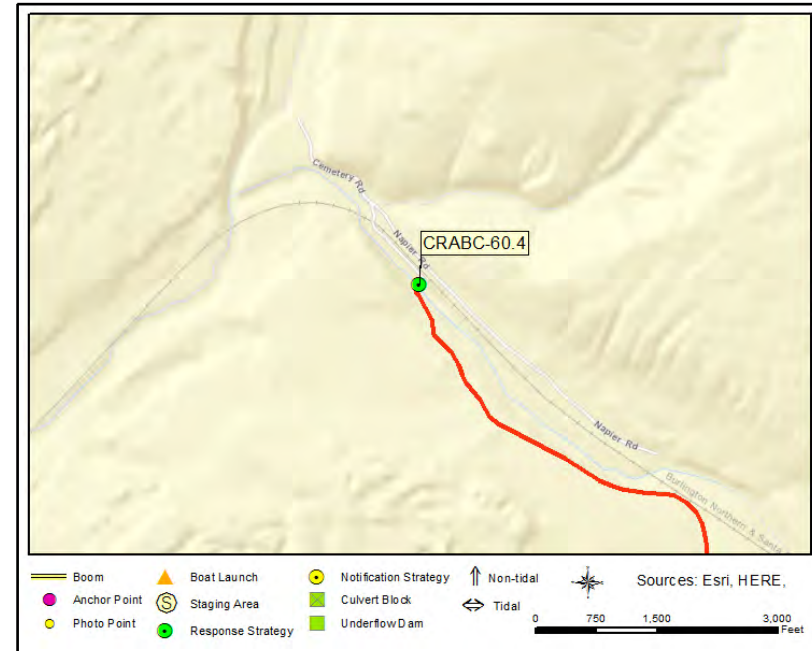 Cemetery Rd
CRABC-60.4
Napier Rd
Napier Rd
Burlington Northern & Santa
Boom
Boat Launch
Notification Strategy
Non-tidal
Sources: Esri, HERE,
Anchor Point
Staging Area
S
Culvert Block
Tidal
Photo Point
Response Strategy
Underflow Dam
0 750 1,500 3,000
Feet